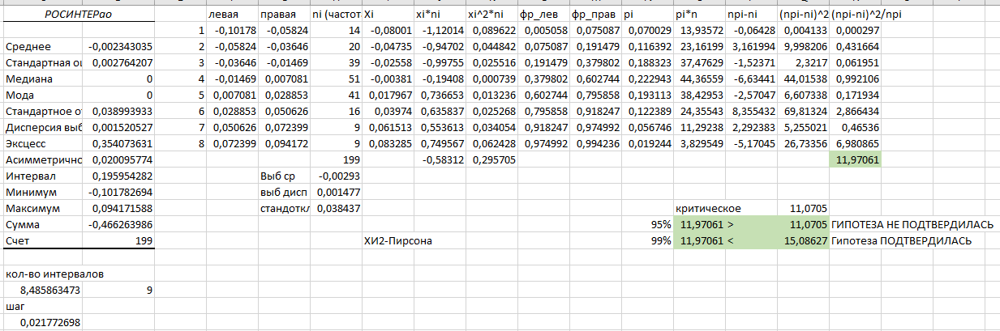 РОСИНТЕРао левая правая ni (частот Xi xi*ni xi^2*ni фр_лев фр_прав pi pi*n npi-ni (npi-ni)^2 (npi-ni)^2/npi
1 -0,10178 -0,05824 14 -0,08001 -1,12014 0,089622 0,005058 0,075087 0,070029 13,93572 -0,06428 0,004133 0,000297
Среднее -0,002343035 2 -0,05824 -0,03646 20 -0,04735 -0,94702 0,044842 0,075087 0,191479 0,116392 23,16199 3,161994 9,998206 0,431664
Стандартная ош 0,002764207 3 -0,03646 -0,01469 39 -0,02558 -0,99755 0,025516 0,191479 0,379802 0,188323 37,47629 -1,52371 2,3217 0,061951
Медиана 0 4 -0,01469 0,007081 51 -0,00381 -0,19408 0,000739 0,379802 0,602744 0,222943 44,36559 -6,63441 44,01538 0,992106
Мода 0 5 0,007081 0,028853 41 0,017967 0,736653 0,013236 0,602744 0,795858 0,193113 38,42953 -2,57047 6,607338 0,171934
Стандартное от 0,038993933 6 0,028853 0,050626 16 0,03974 0,635837 0,025268 0,795858 0,918247 0,122389 24,35543 8,355432 69,81324 2,866434
Дисперсия выб 0,001520527 7 0,050626 0,072399 9 0,061513 0,553613 0,034054 0,918247 0,974992 0,056746 11,29238 2,292383 5,255021 0,46536
Эксцесс 0,354073631 8 0,072399 0,094172 9 0,083285 0,749567 0,062428 0,974992 0,994236 0,019244 3,829549 -5,17045 26,73356 6,980865
Асимметрично 0,020095774 199 -0,58312 0,295705 11,97061
Интервал 0,195954282 Выб ср -0,00293
Минимум -0,101782694 выб дисп 0,001477
Максимум 0,094171588 стандоткл 0,038437 критическое 11,0705
Сумма -0,466263986 95% 11,97061 > 11,0705 ГИПОТЕЗА НЕ ПОДТВЕРДИЛАСЬ
Счет 199 ХИ2-Пирсона 99% 11,97061 < 15,08627 Гипотеза ПОДТВЕРДИЛАСЬ
кол-во интервалов
8,485863473 9
шаг
0,021772698